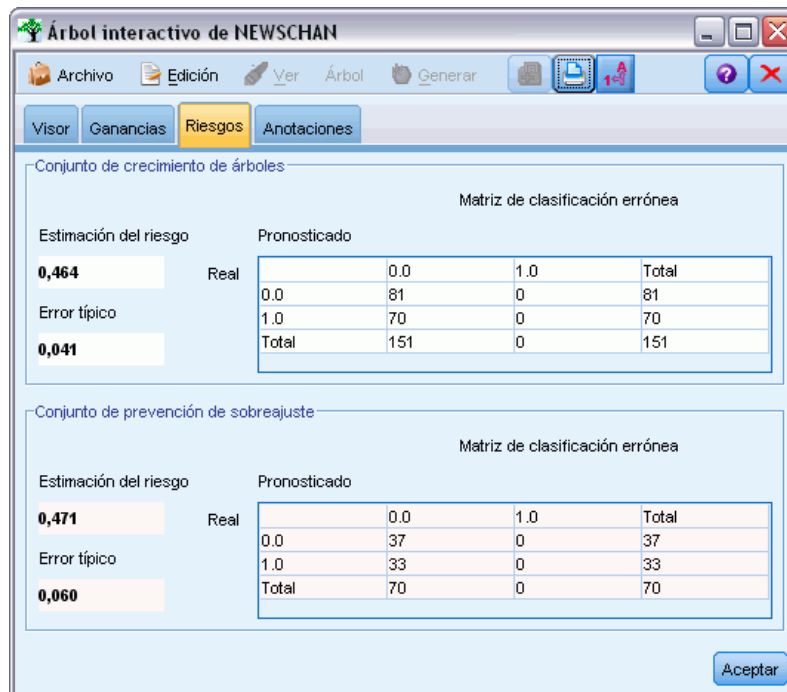 Árbol interactivo de NEWSCHAN
Archivo Edición Ver Árbol Generar
Visor Ganancias Riesgos Anotaciones
Conjunto de crecimiento de árboles
Matriz de clasificación errónea
Estimación del riesgo Pronosticado
0,464 Real 0.0 1.0 Total
0.0 81 0 81
Error típico
1.0 70 0 70
0,041 Total 151 0 151
Conjunto de prevención de sobreajuste
Matriz de clasificación errónea
Estimación del riesgo Pronosticado
0,471 Real 0.0 1.0 Total
0.0 37 0 37
Error típico
1.0 33 0 33
0,060 Total 70 0 70
Aceptar